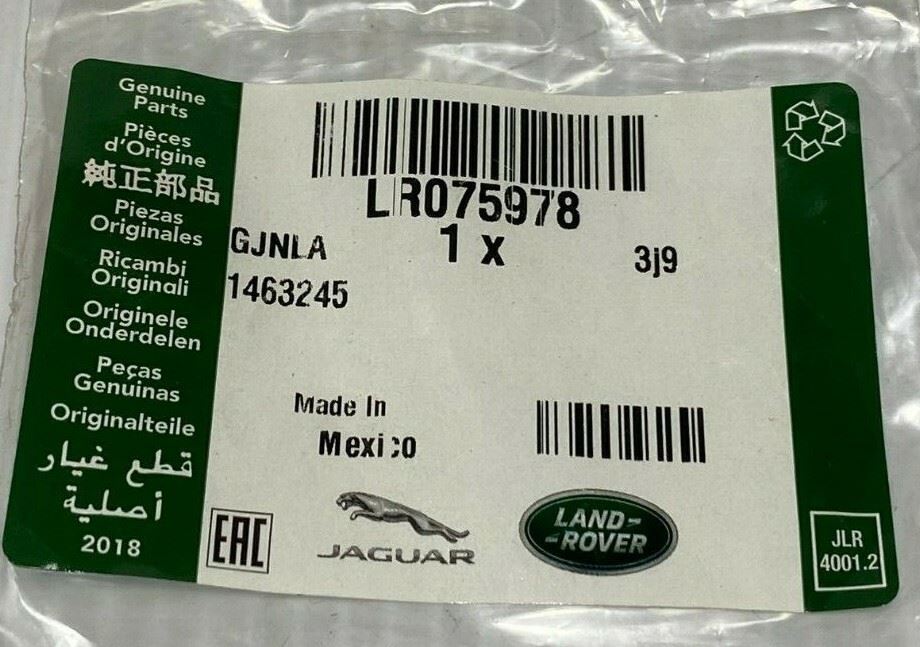 Genuine
Parts
Pièces
d'Origine
純正部品
Piezas
Originales
Ricambi
Originali
Originele
Onderdelen
Peças
Genuinas
Originalteile
قطع غيار
أصلية
2018
LR075978
1 x
GJNLA
3j9
1463245
Made In
Mexico
EAC
JAGUAR
LAND-
-ROVER
JLR
4001.2